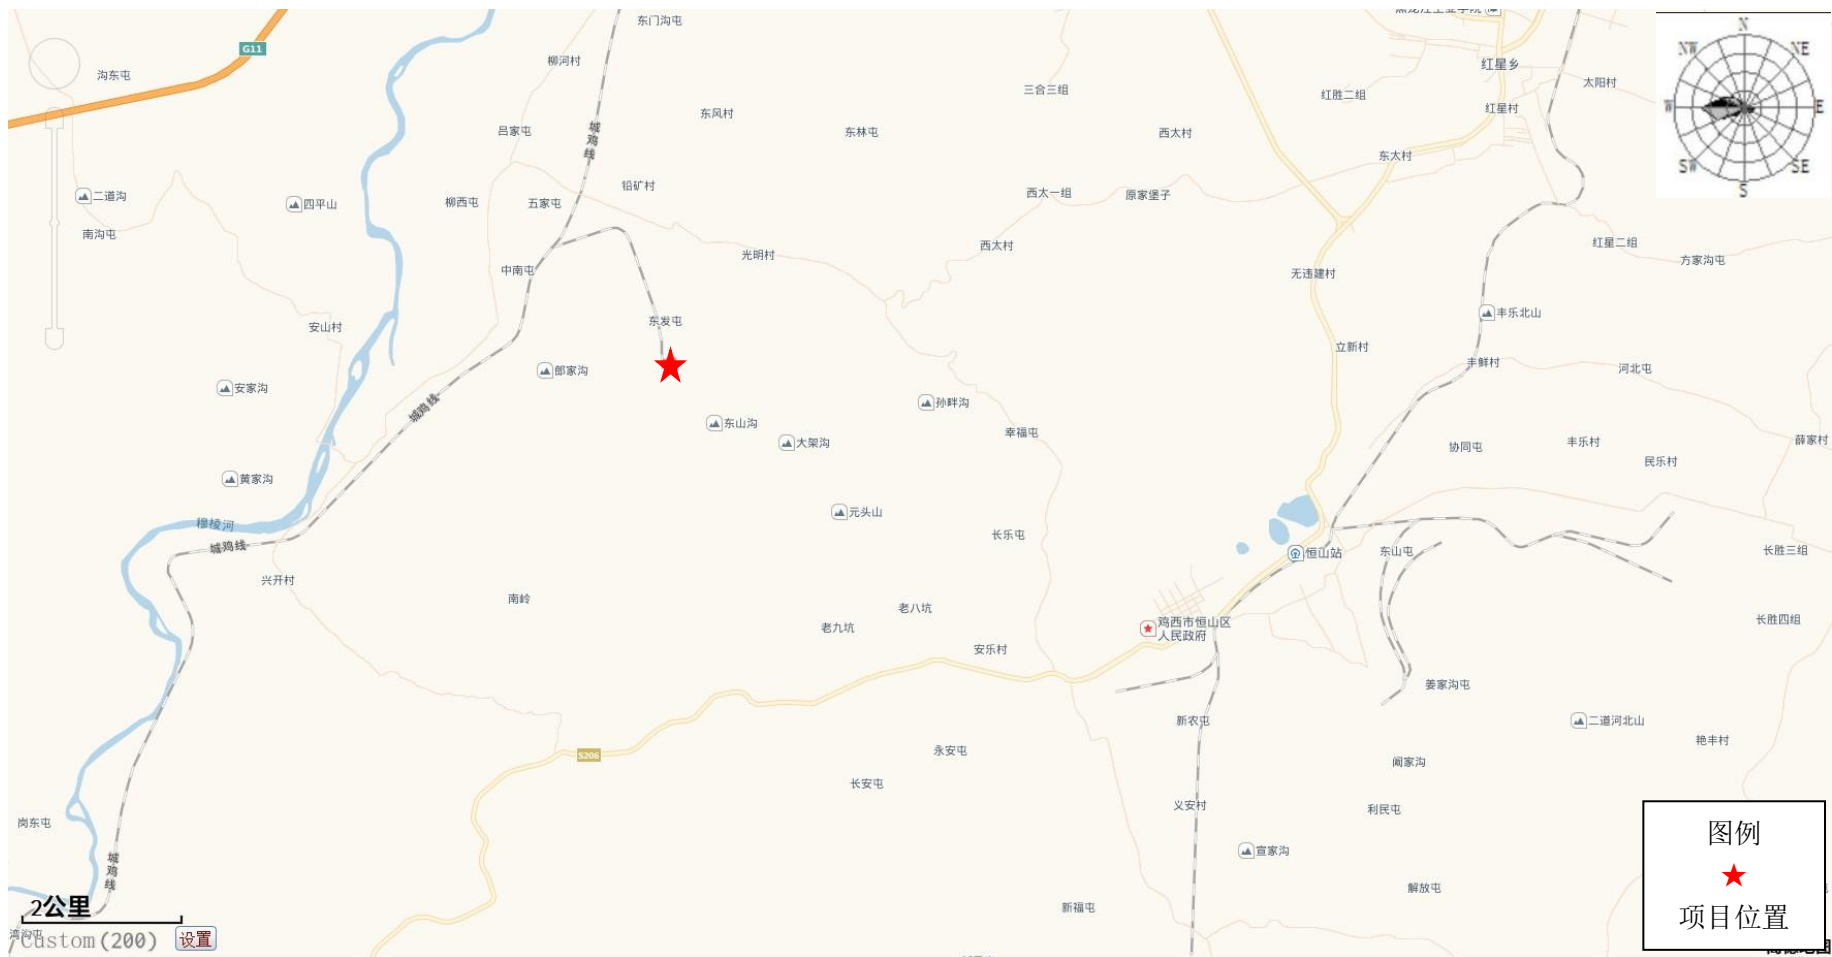 东门沟屯
N
G11
柳河村
NW
NE
红星乡
沟东屯
三合三组
红胜二组
太阳村
东风村
红星村
W
E
吕家屯
城鸡线
东林屯
西太村
东太村
SW
SE
铅矿村
二道沟
四平山
柳西屯
五家屯
西太一组
原家堡子
S
南沟屯
光明村
西太村
红星二组
方家沟屯
中南屯
无违建村
东发屯
安山村
丰乐北山
立新村
丰鲜村
河北屯
郎家沟
安家沟
城鸡线
孙畔沟
东山沟
大架沟
幸福屯
协同屯
丰乐村
薛家村
民乐村
黄家沟
元头山
穆棱河
长乐屯
城鸡线
恒山站
东山屯
长胜三组
兴开村
南岭
老八坑
老九坑
鸡西市恒山区
人民政府
长胜四组
安乐村
姜家沟屯
新农屯
二道河北山
艳丰村
S206
永安屯
阚家沟
长安屯
义安村
利民屯
岗东屯
图例
宣家沟
城鸡线
解放屯
2公里
新福屯
项目位置
Custom(200)
设置